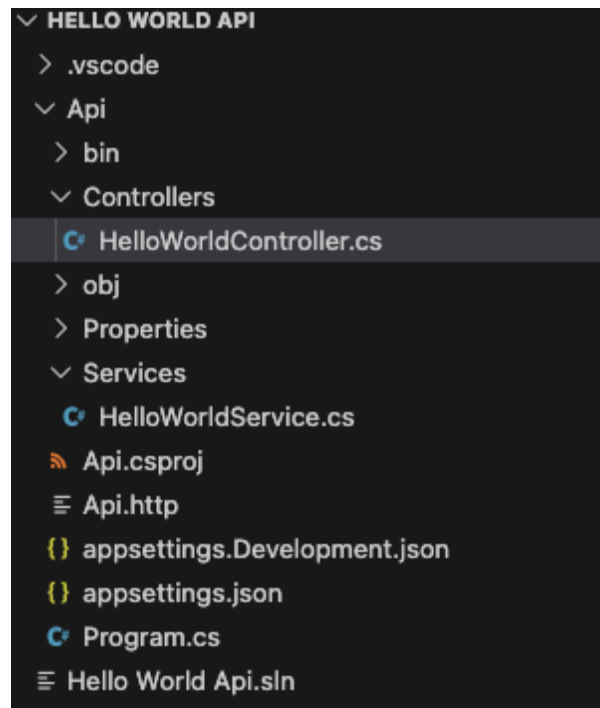 HELLO WORLD API
.vscode
Api
bin
Controllers
C# HelloWorldController.cs
obj
Properties
Services
C# HelloWorldService.cs
Api.csproj
Api.http
{} appsettings.Development.json
{} appsettings.json
C# Program.cs
Hello World Api.sln